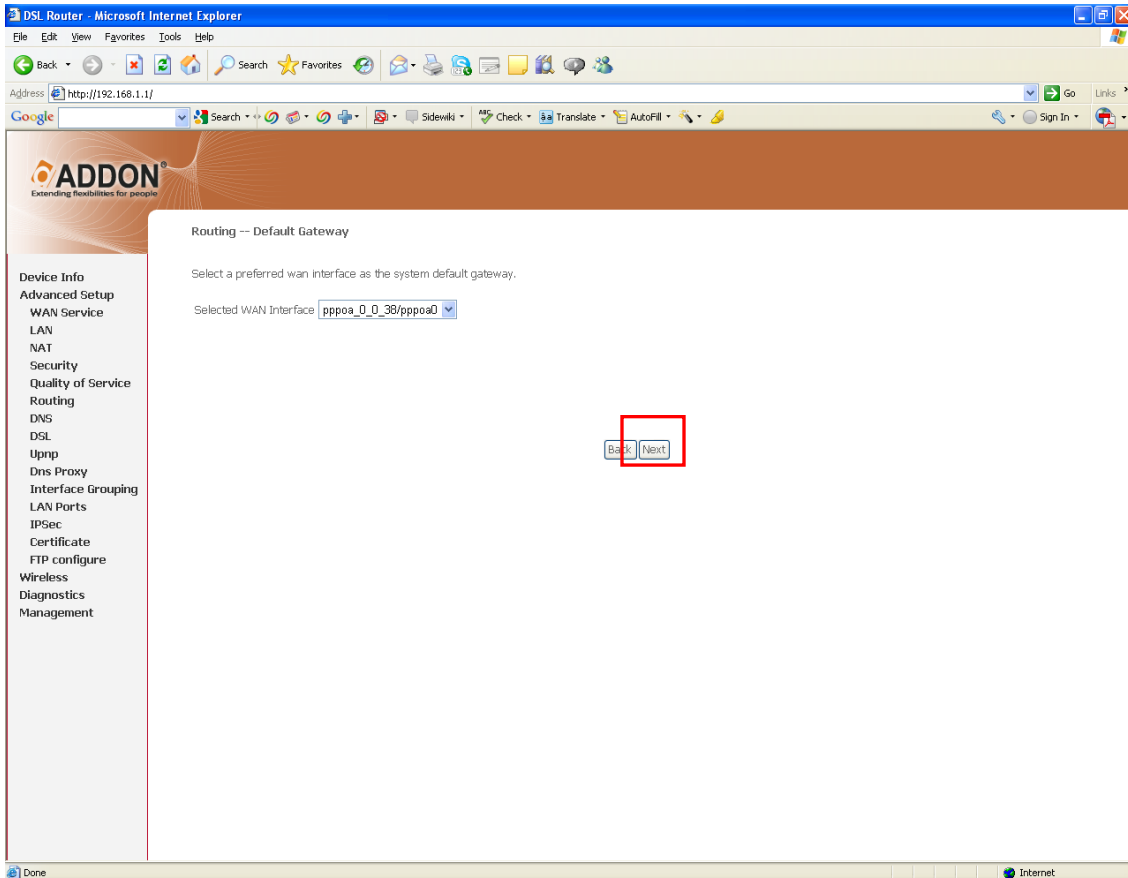 DSL Router - Microsoft Internet Explorer
File Edit View Favorites Tools Help
Back Search Favorites
Address http://192.168.1.1/ Go Links
Google Search Sidewiki ABC Check Translate AutoFill Sign In
ADDON®
Extending flexibilities for people
Routing -- Default Gateway
Select a preferred wan interface as the system default gateway.
Selected WAN Interface pppoa_0_0_38/pppoa0
Back Next
Device Info
Advanced Setup
WAN Service
LAN
NAT
Security
Quality of Service
Routing
DNS
DSL
Upnp
Dns Proxy
Interface Grouping
LAN Ports
IPSec
Certificate
FTP configure
Wireless
Diagnostics
Management
Done Internet